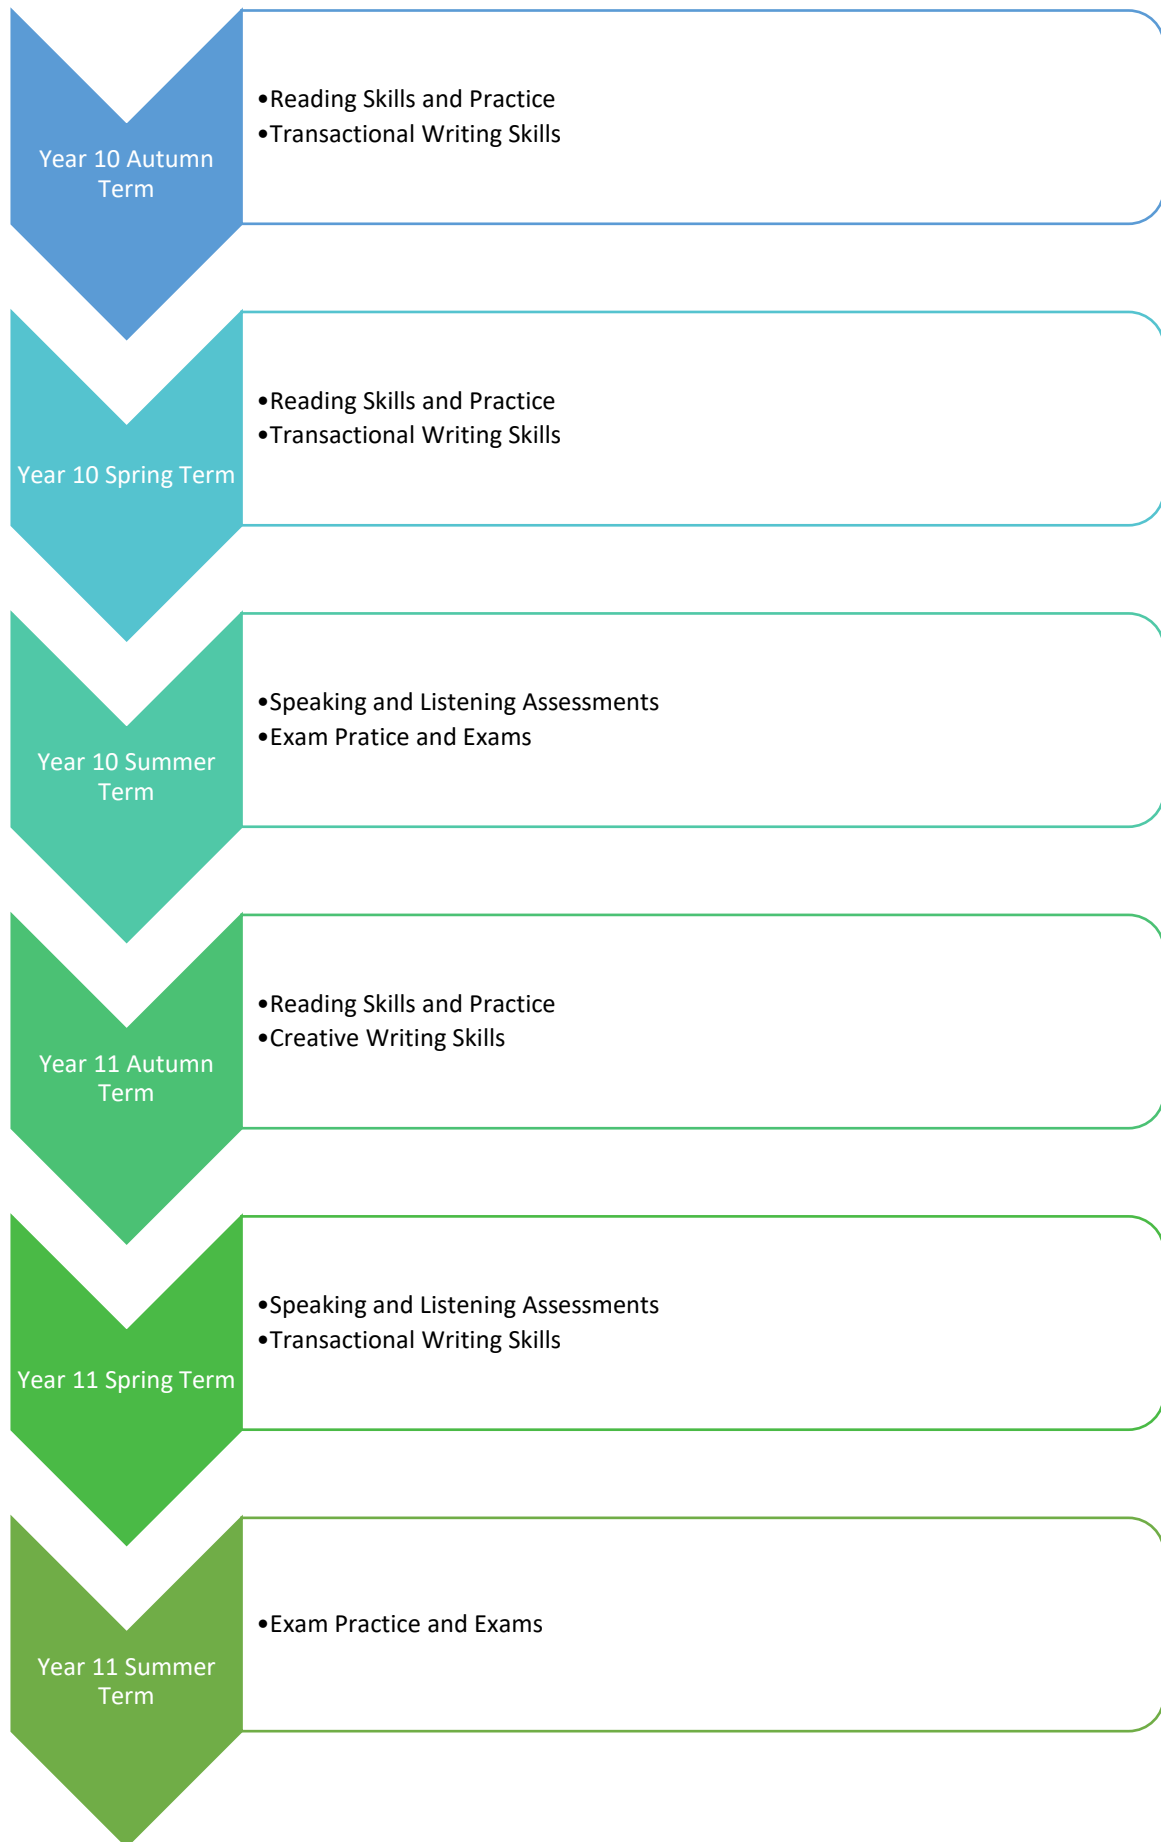 Year 10 Autumn
Term
•Reading Skills and Practice
•Transactional Writing Skills
Year 10 Spring Term
•Reading Skills and Practice
•Transactional Writing Skills
Year 10 Summer
Term
•Speaking and Listening Assessments
•Exam Pratice and Exams
Year 11 Autumn
Term
•Reading Skills and Practice
•Creative Writing Skills
Year 11 Spring Term
•Speaking and Listening Assessments
•Transactional Writing Skills
Year 11 Summer
Term
•Exam Practice and Exams